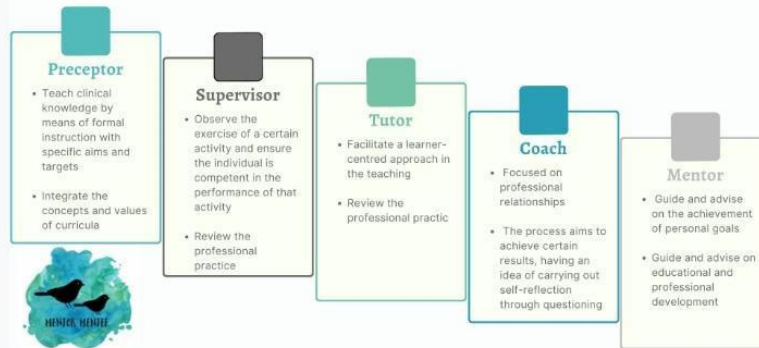 Preceptor
• Teach clinical
knowledge by
means of formal
instruction with
specific aims and
targets
• Integrate the
concepts and values
of curricula
Supervisor
• Observe the
exercise of a certain
activity and ensure
the individual is
competent in the
performance of that
activity
• Review the
professional
practice
Tutor
• Facilitate a learner-
centred approach in
the teaching
• Review the
professional practic
Coach
• Focused on
professional
relationships
• The process aims to
achieve certain
results, having an
idea of carrying out
self-reflection
through questioning
Mentor
• Guide and advise
on the achievement
of personal goals
• Guide and advise on
educational and
professional
development
MENTOR MENTEE